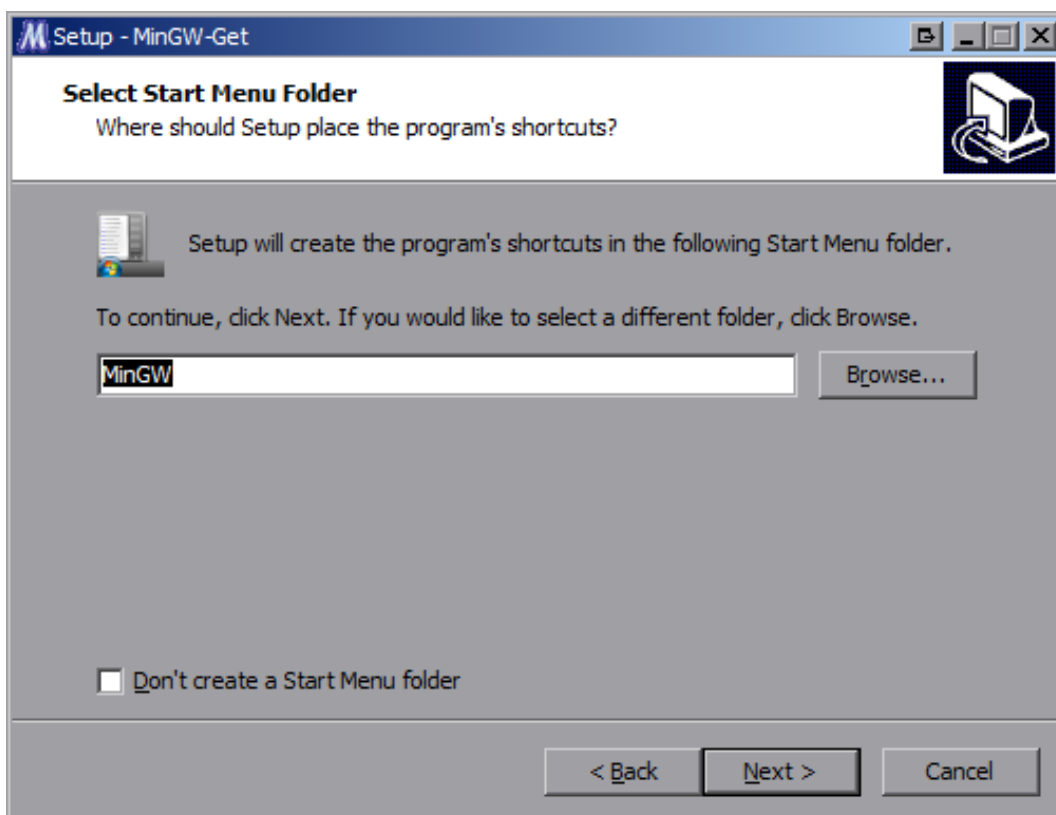 Setup - MinGW-Get
Select Start Menu Folder
Where should Setup place the program's shortcuts?
Setup will create the program's shortcuts in the following Start Menu folder.
To continue, click Next. If you would like to select a different folder, click Browse.
MinGW
Browse...
Don't create a Start Menu folder
< Back
Next >
Cancel